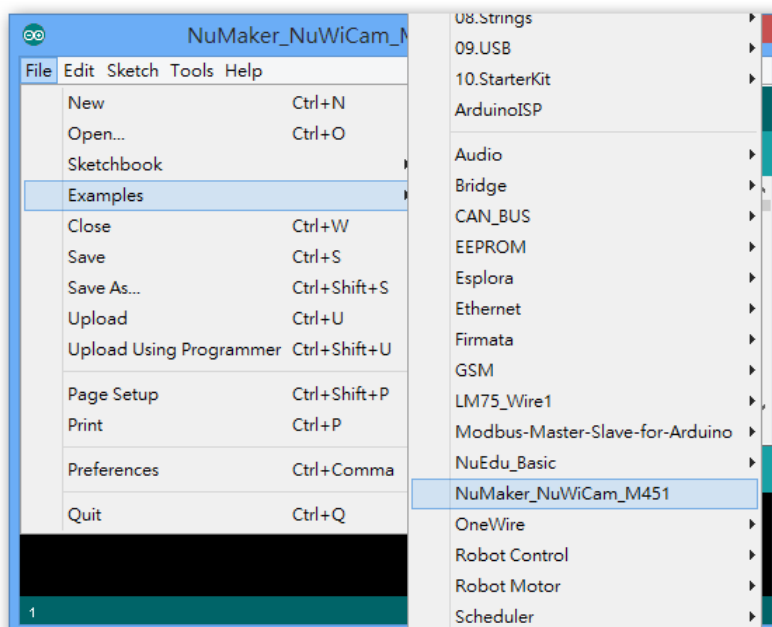 NuMaker_NuWiCam_M
File Edit Sketch Tools Help
New Ctrl+N
Open... Ctrl+O
Sketchbook
Examples
Close Ctrl+W
Save Ctrl+S
Save As... Ctrl+Shift+S
Upload Ctrl+U
Upload Using Programmer Ctrl+Shift+U
Page Setup Ctrl+Shift+P
Print Ctrl+P
Preferences Ctrl+Comma
Quit Ctrl+Q
1
08.Strings
09.USB
10.StarterKit
ArduinoISP
Audio
Bridge
CAN_BUS
EEPROM
Esplora
Ethernet
Firmata
GSM
LM75_Wire1
Modbus-Master-Slave-for-Arduino
NuEdu_Basic
NuMaker_NuWiCam_M451
OneWire
Robot Control
Robot Motor
Scheduler